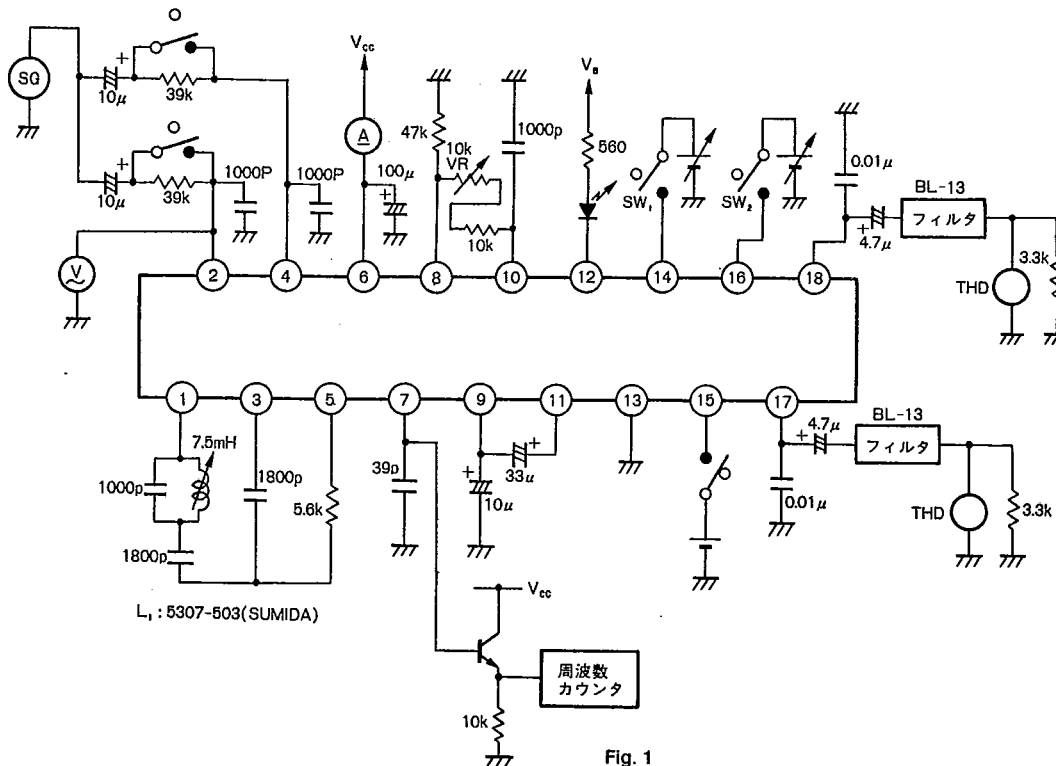 SG
10μ
39k
10μ
39k
1000P
1000P
V
Vcc
A
100μ
47k
10k
VR
10k
1000p
560
SW₁
SW₂
0.01μ
4.7μ
BL-13
フィルタ
THD
3.3k
2
4
6
8
10
12
14
16
18
1
3
5
7
9
11
13
15
17
7.5mH
1000p
1800p
1800p
5.6k
39p
10μ
33μ
4.7μ
0.01μ
BL-13
フィルタ
THD
3.3k
L₁ : 5307-503(SUMIDA)
Vcc
周波数
カウンタ
10k
Fig. 1